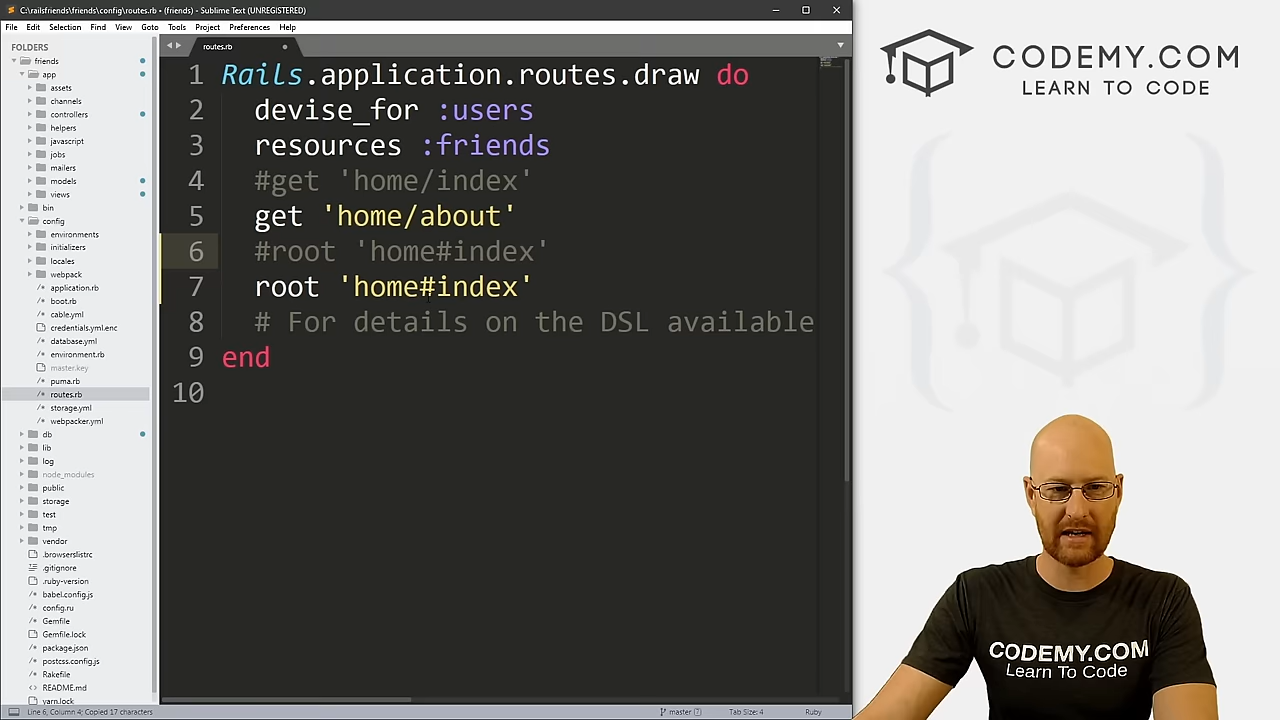 C:\railsfriends\friends\config\routes.rb • (friends) - Sublime Text (UNREGISTERED)
File Edit Selection Find View Goto Tools Project Preferences Help
FOLDERS
friends
app
assets
channels
controllers
helpers
javascript
jobs
mailers
models
views
bin
config
environments
initializers
locales
webpack
application.rb
boot.rb
cable.yml
credentials.yml.enc
database.yml
environment.rb
master.key
puma.rb
routes.rb
storage.yml
webpacker.yml
db
lib
log
node_modules
public
storage
test
tmp
vendor
.browserslistrc
.gitignore
.ruby-version
babel.config.js
config.ru
Gemfile
Gemfile.lock
package.json
postcss.config.js
Rakefile
README.md
yarn.lock
routes.rb
1 Rails.application.routes.draw do
2 devise_for :users
3 resources :friends
4 #get 'home/index'
5 get 'home/about'
6 #root 'home#index'
7 root 'home#index'
8 # For details on the DSL available
9 end
10
Line 6, Column 4; Copied 17 characters
master 7
Tab Size: 4
Ruby
CODEMY.COM
LEARN TO CODE
CODEMY.COM
Learn To Code